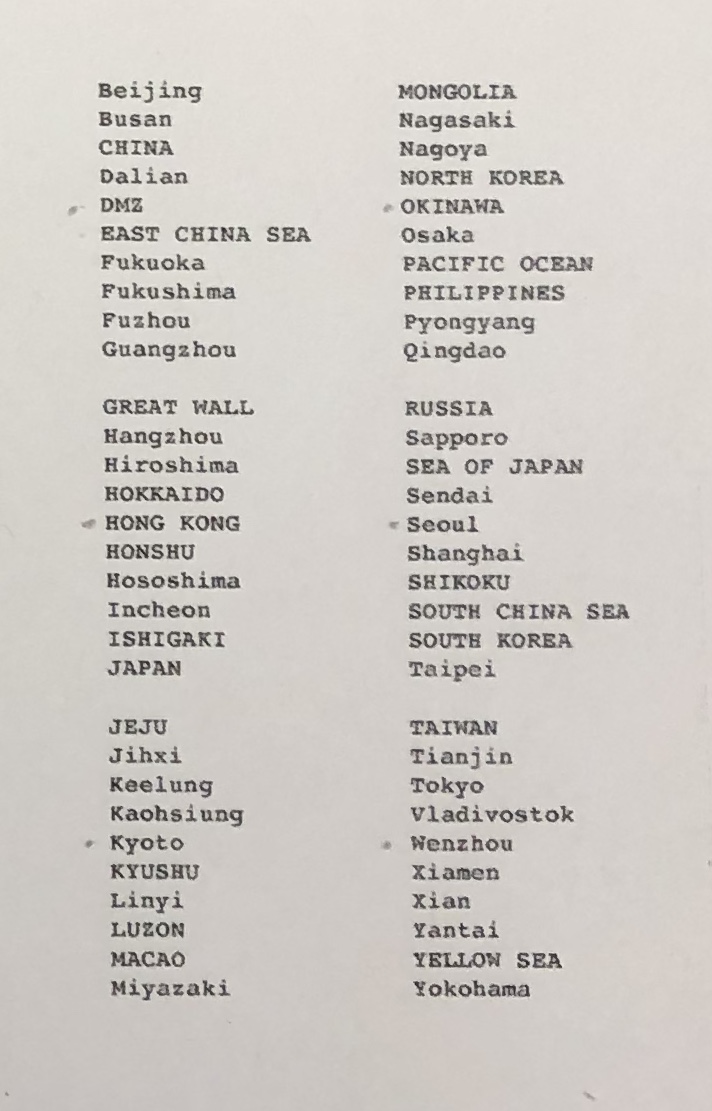 Beijing
Busan
CHINA
Dalian
DMZ
EAST CHINA SEA
Fukuoka
Fukushima
Fuzhou
Guangzhou
GREAT WALL
Hangzhou
Hiroshima
HOKKAIDO
HONG KONG
HONSHU
Hososhima
Incheon
ISHIGAKI
JAPAN
JEJU
Jihxi
Keelung
Kaohsiung
Kyoto
KYUSHU
Linyi
LUZON
MACAO
Miyazaki
MONGOLIA
Nagasaki
Nagoya
NORTH KOREA
OKINAWA
Osaka
PACIFIC OCEAN
PHILIPPINES
Pyongyang
Qingdao
RUSSIA
Sapporo
SEA OF JAPAN
Sendai
Seoul
Shanghai
SHIKOKU
SOUTH CHINA SEA
SOUTH KOREA
Taipei
TAIWAN
Tianjin
Tokyo
Vladivostok
Wenzhou
Xiamen
Xian
Yantai
YELLOW SEA
Yokohama